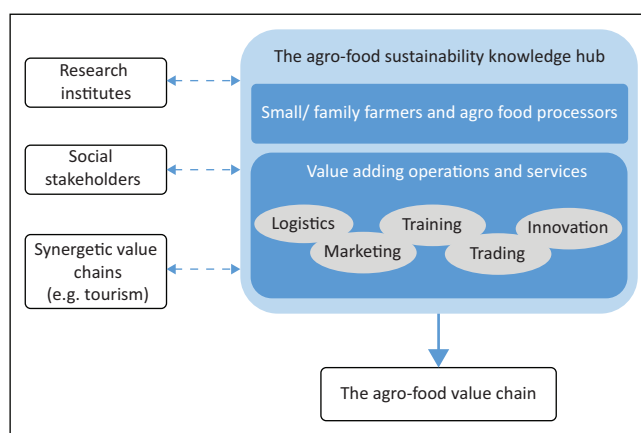 The agro-food sustainability knowledge hub
Research
institutes
Small/ family farmers and agro food processors
Social
stakeholders
Value adding operations and services
Logistics
Training
Innovation
Marketing
Trading
Synergetic value
chains
(e.g. tourism)
The agro-food value chain